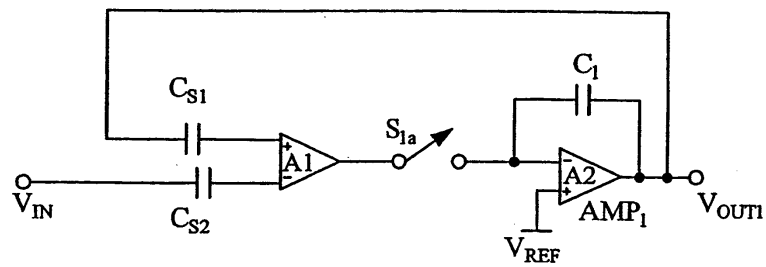 C_S1
C_1
S_1a
+
A1
-
-
A2
+
V_IN
C_S2
AMP_1
V_OUT1
V_REF